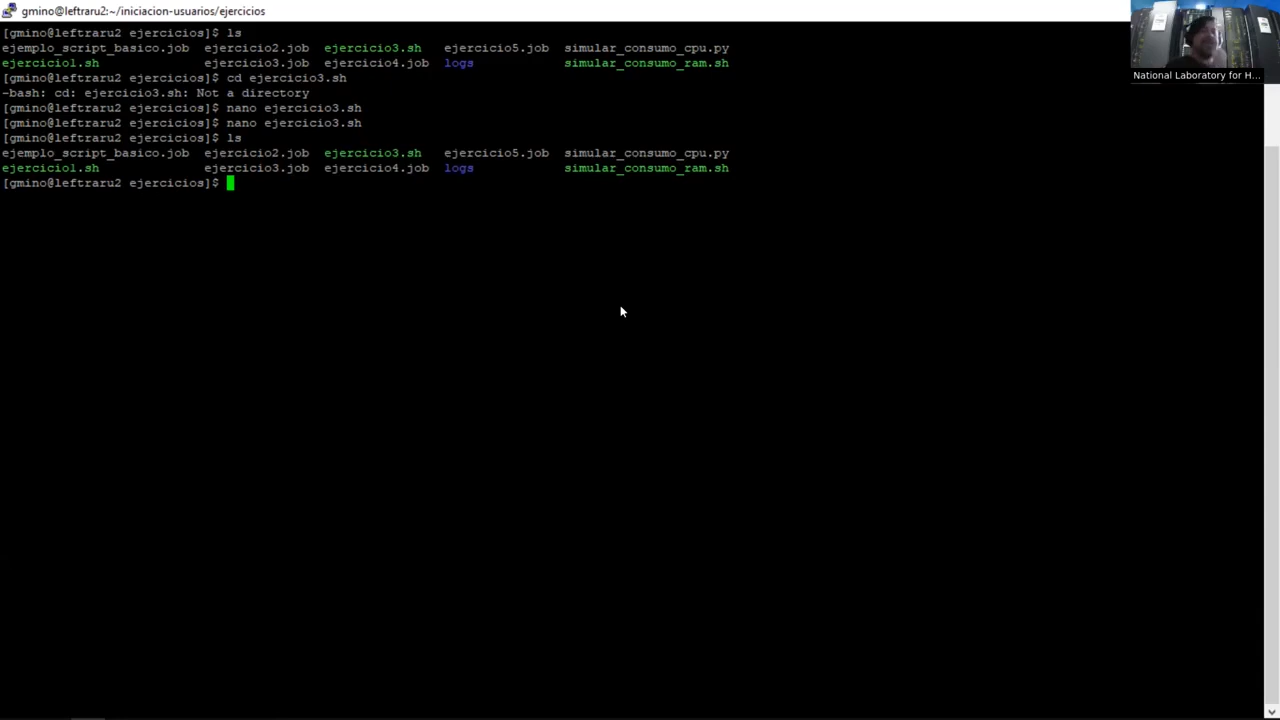 gmino@leftraru2:~/iniciacion-usuarios/ejercicios
[gmino@leftraru2 ejercicios]$ ls
ejemplo_script_basico.job ejercicio2.job ejercicio3.sh ejercicio5.job simular_consumo_cpu.py
ejercicio1.sh ejercicio3.job ejercicio4.job logs simular_consumo_ram.sh
[gmino@leftraru2 ejercicios]$ cd ejercicio3.sh
-bash: cd: ejercicio3.sh: Not a directory
[gmino@leftraru2 ejercicios]$ nano ejercicio3.sh
[gmino@leftraru2 ejercicios]$ nano ejercicio3.sh
[gmino@leftraru2 ejercicios]$ ls
ejemplo_script_basico.job ejercicio2.job ejercicio3.sh ejercicio5.job simular_consumo_cpu.py
ejercicio1.sh ejercicio3.job ejercicio4.job logs simular_consumo_ram.sh
[gmino@leftraru2 ejercicios]$
National Laboratory for H...